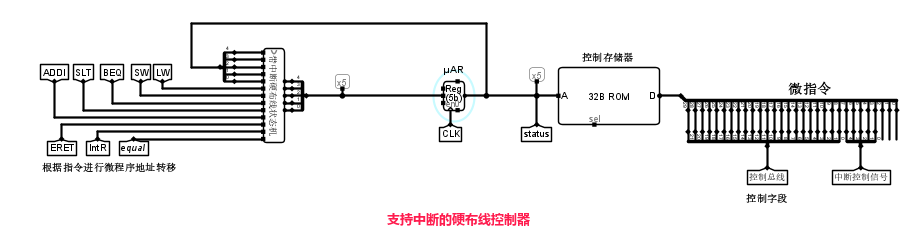 控制存储器
μAR
微指令
ADDI
SLT
BEQ
SW
LW
带中断硬布线状态机
x5
Reg
(5b)
x5
A
32B ROM
D
sel
CLK
status
ERET
IntR
equal
根据指令进行微程序地址转移
控制总线
中断控制信号
控制字段
支持中断的硬布线控制器